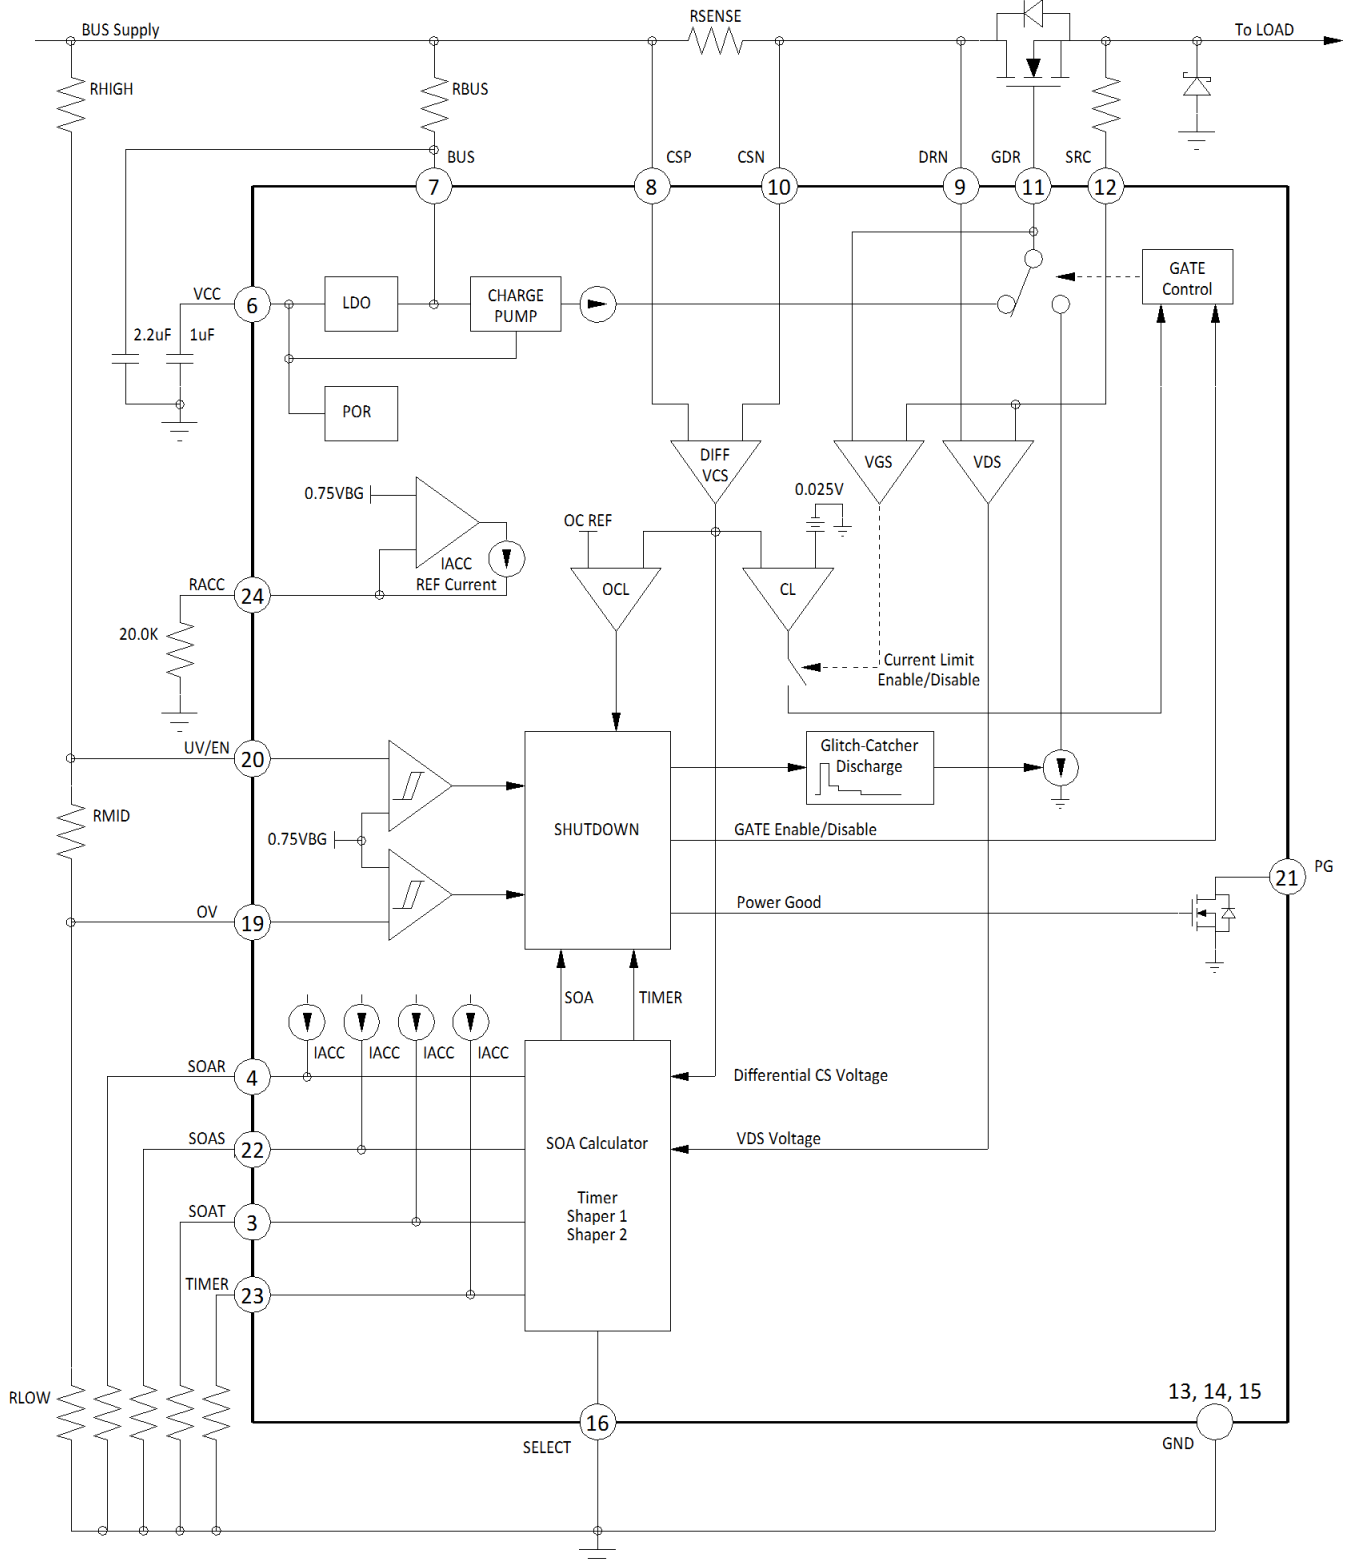 RSENSE
BUS Supply
To LOAD
RHIGH
RBUS
BUS
CSP
CSN
DRN
GDR
SRC
7
8
10
9
11
12
VCC
6
LDO
CHARGE
PUMP
GATE
Control
2.2uF
1uF
POR
DIFF
VCS
VGS
VDS
0.75VBG
0.025V
OC REF
IACC
REF Current
OCL
CL
RACC
24
20.0K
Current Limit
Enable/Disable
UV/EN
20
Glitch-Catcher
Discharge
RMID
0.75VBG
SHUTDOWN
GATE Enable/Disable
PG
21
OV
19
Power Good
SOA
TIMER
IACC
IACC
IACC
IACC
SOAR
4
Differential CS Voltage
SOAS
22
SOA Calculator
VDS Voltage
Timer
Shaper 1
Shaper 2
SOAT
3
TIMER
23
RLOW
13, 14, 15
16
SELECT
GND